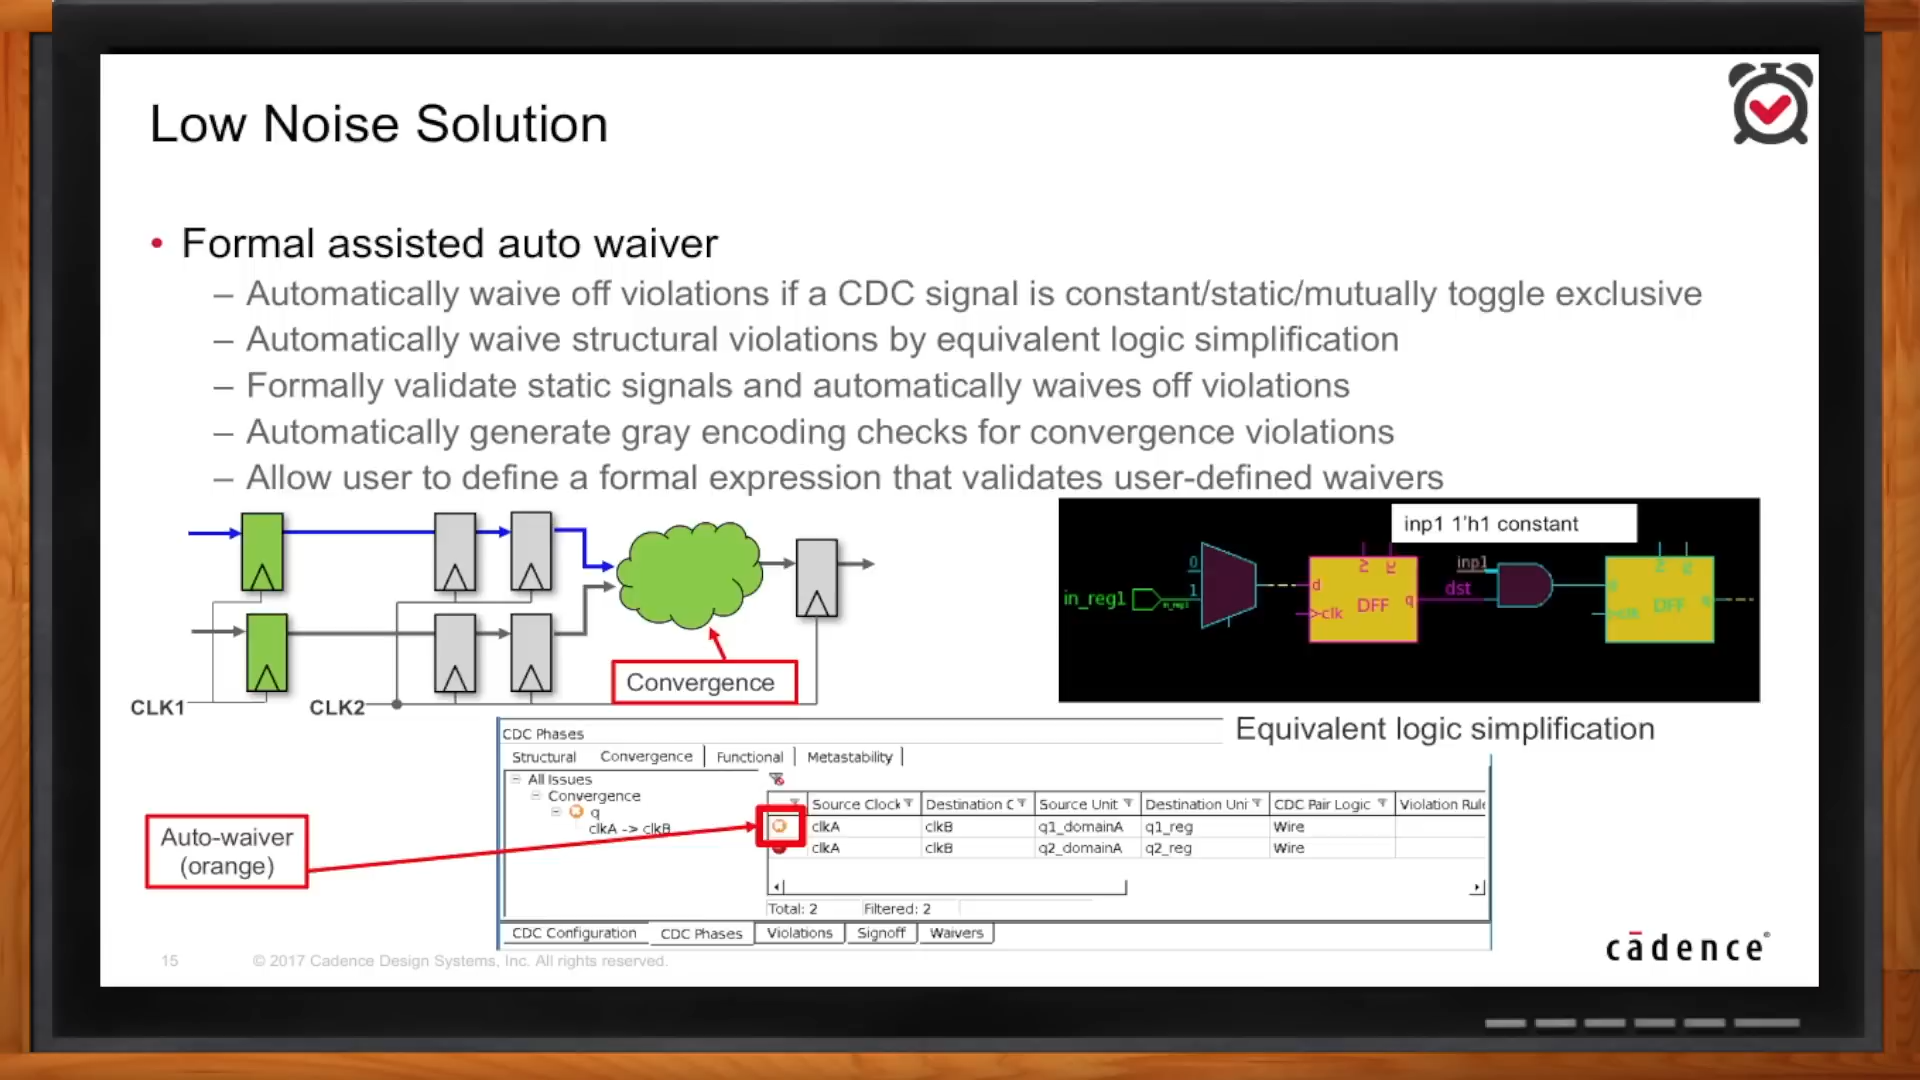 Low Noise Solution
• Formal assisted auto waiver
– Automatically waive off violations if a CDC signal is constant/static/mutually toggle exclusive
– Automatically waive structural violations by equivalent logic simplification
– Formally validate static signals and automatically waives off violations
– Automatically generate gray encoding checks for convergence violations
– Allow user to define a formal expression that validates user-defined waivers
Convergence
CLK1
CLK2
inp1 1'h1 constant
0
1
in_reg1
d
DFF
q
>clk
inp1
dst
DFF
q
Equivalent logic simplification
CDC Phases
Structural Convergence Functional Metastability
All Issues
Convergence
q
clkA -> clkB
Source Clock Destination C Source Unit Destination Uni CDC Pair Logic Violation Rule
clkA clkB q1_domainA q1_reg Wire
clkA clkB q2_domainA q2_reg Wire
Total: 2 Filtered: 2
CDC Configuration CDC Phases Violations Signoff Waivers
Auto-waiver
(orange)
15 © 2017 Cadence Design Systems, Inc. All rights reserved.
cādence®